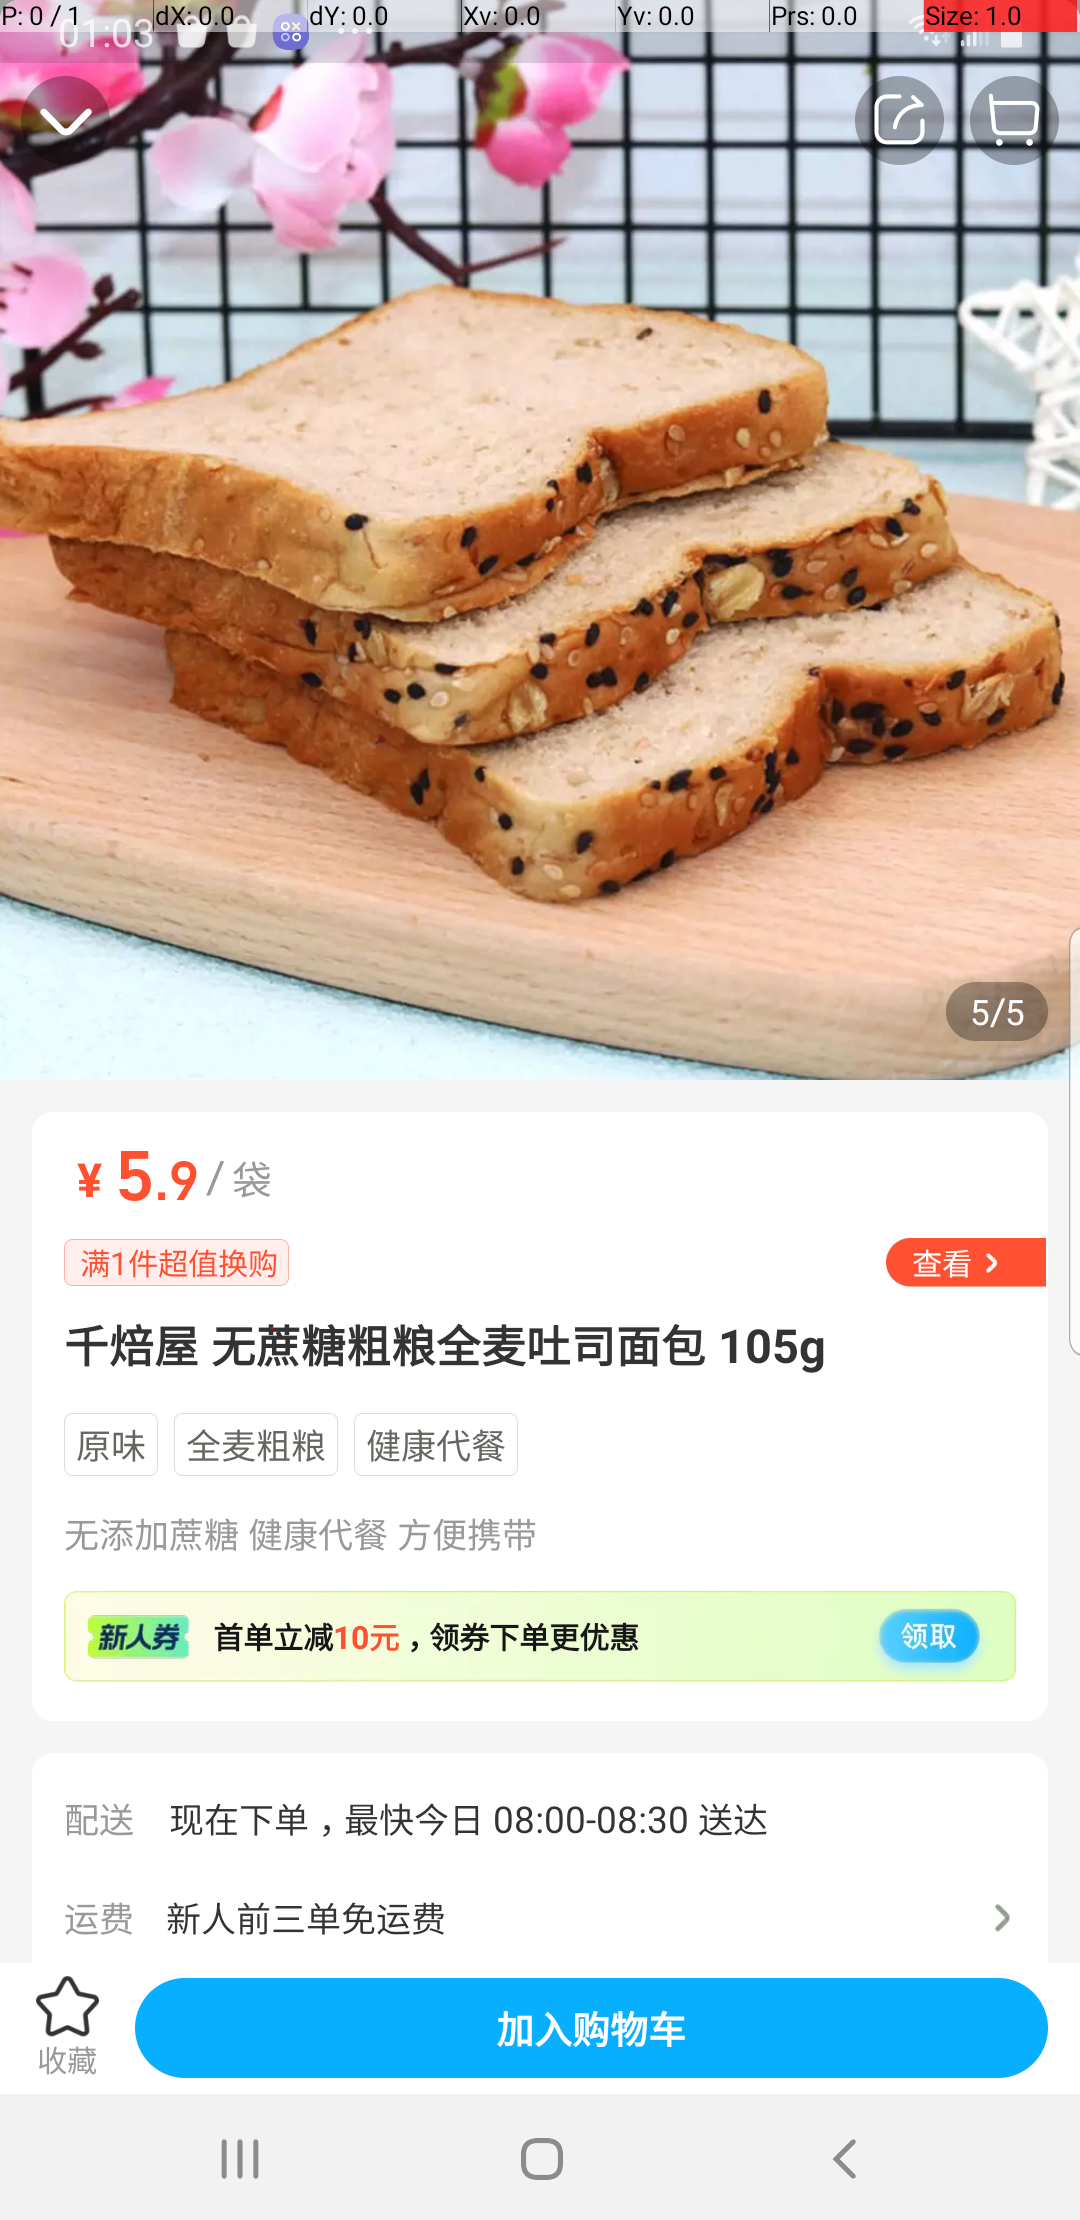 P: 0 / 1 dX: 0.0 dY: 0.0 Xv: 0.0 Yv: 0.0 Prs: 0.0 Size: 1.0
01:03
5/5
¥ 5.9 / 袋
满1件超值换购
查看
千焙屋 无蔗糖粗粮全麦吐司面包 105g
原味 全麦粗粮 健康代餐
无添加蔗糖 健康代餐 方便携带
新人券 首单立减10元，领券下单更优惠 领取
配送 现在下单，最快今日 08:00-08:30 送达
运费 新人前三单免运费
收藏
加入购物车